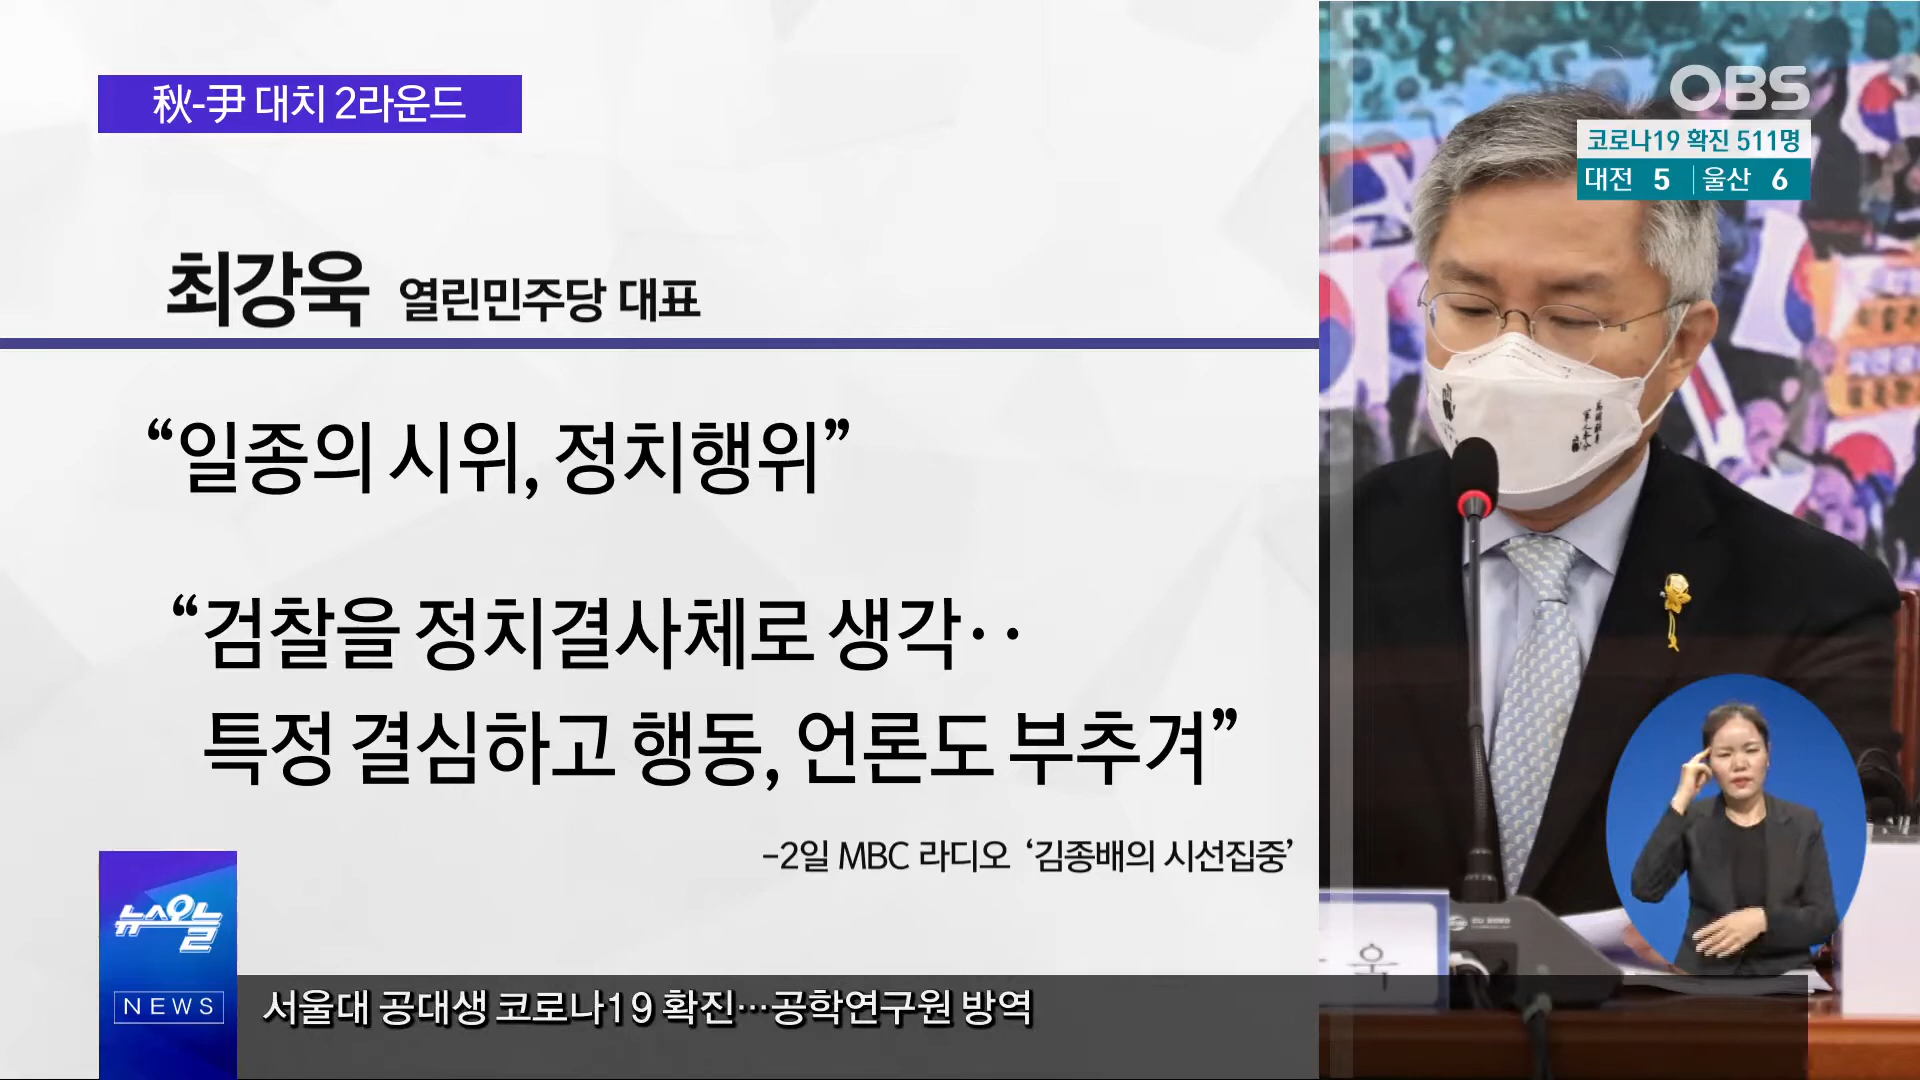 秋-尹 대치 2라운드
OBS
코로나19 확진 511명
대전 5 울산 6
최강욱 열린민주당 대표
“일종의 시위, 정치행위”
“검찰을 정치결사체로 생각··
특정 결심하고 행동, 언론도 부추겨”
-2일 MBC 라디오 ‘김종배의 시선집중’
욱
뉴스오늘
NEWS
서울대 공대생 코로나19 확진…공학연구원 방역